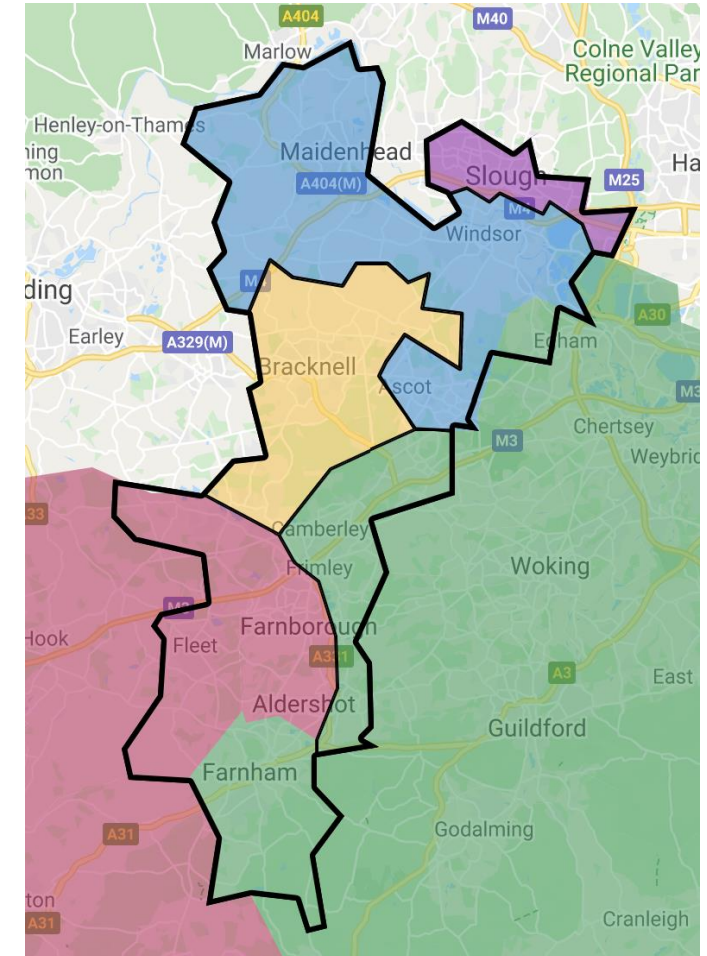 A404
M40
Marlow
Colne Valley
Regional Par
Henley-on-Thames
ning
mon
Maidenhead
Slough
Ha
A404(M)
M25
M4
Windsor
M4
ding
A30
Earley
A329(M)
Egham
Bracknell
Ascot
M3
Chertsey
M3
Weybridg
33
Camberley
Frimley
Woking
M3
Farnborough
Hook
Fleet
A331
A3
East
Aldershot
Guildford
Farnham
A31
Godalming
ton
A31
Cranleigh